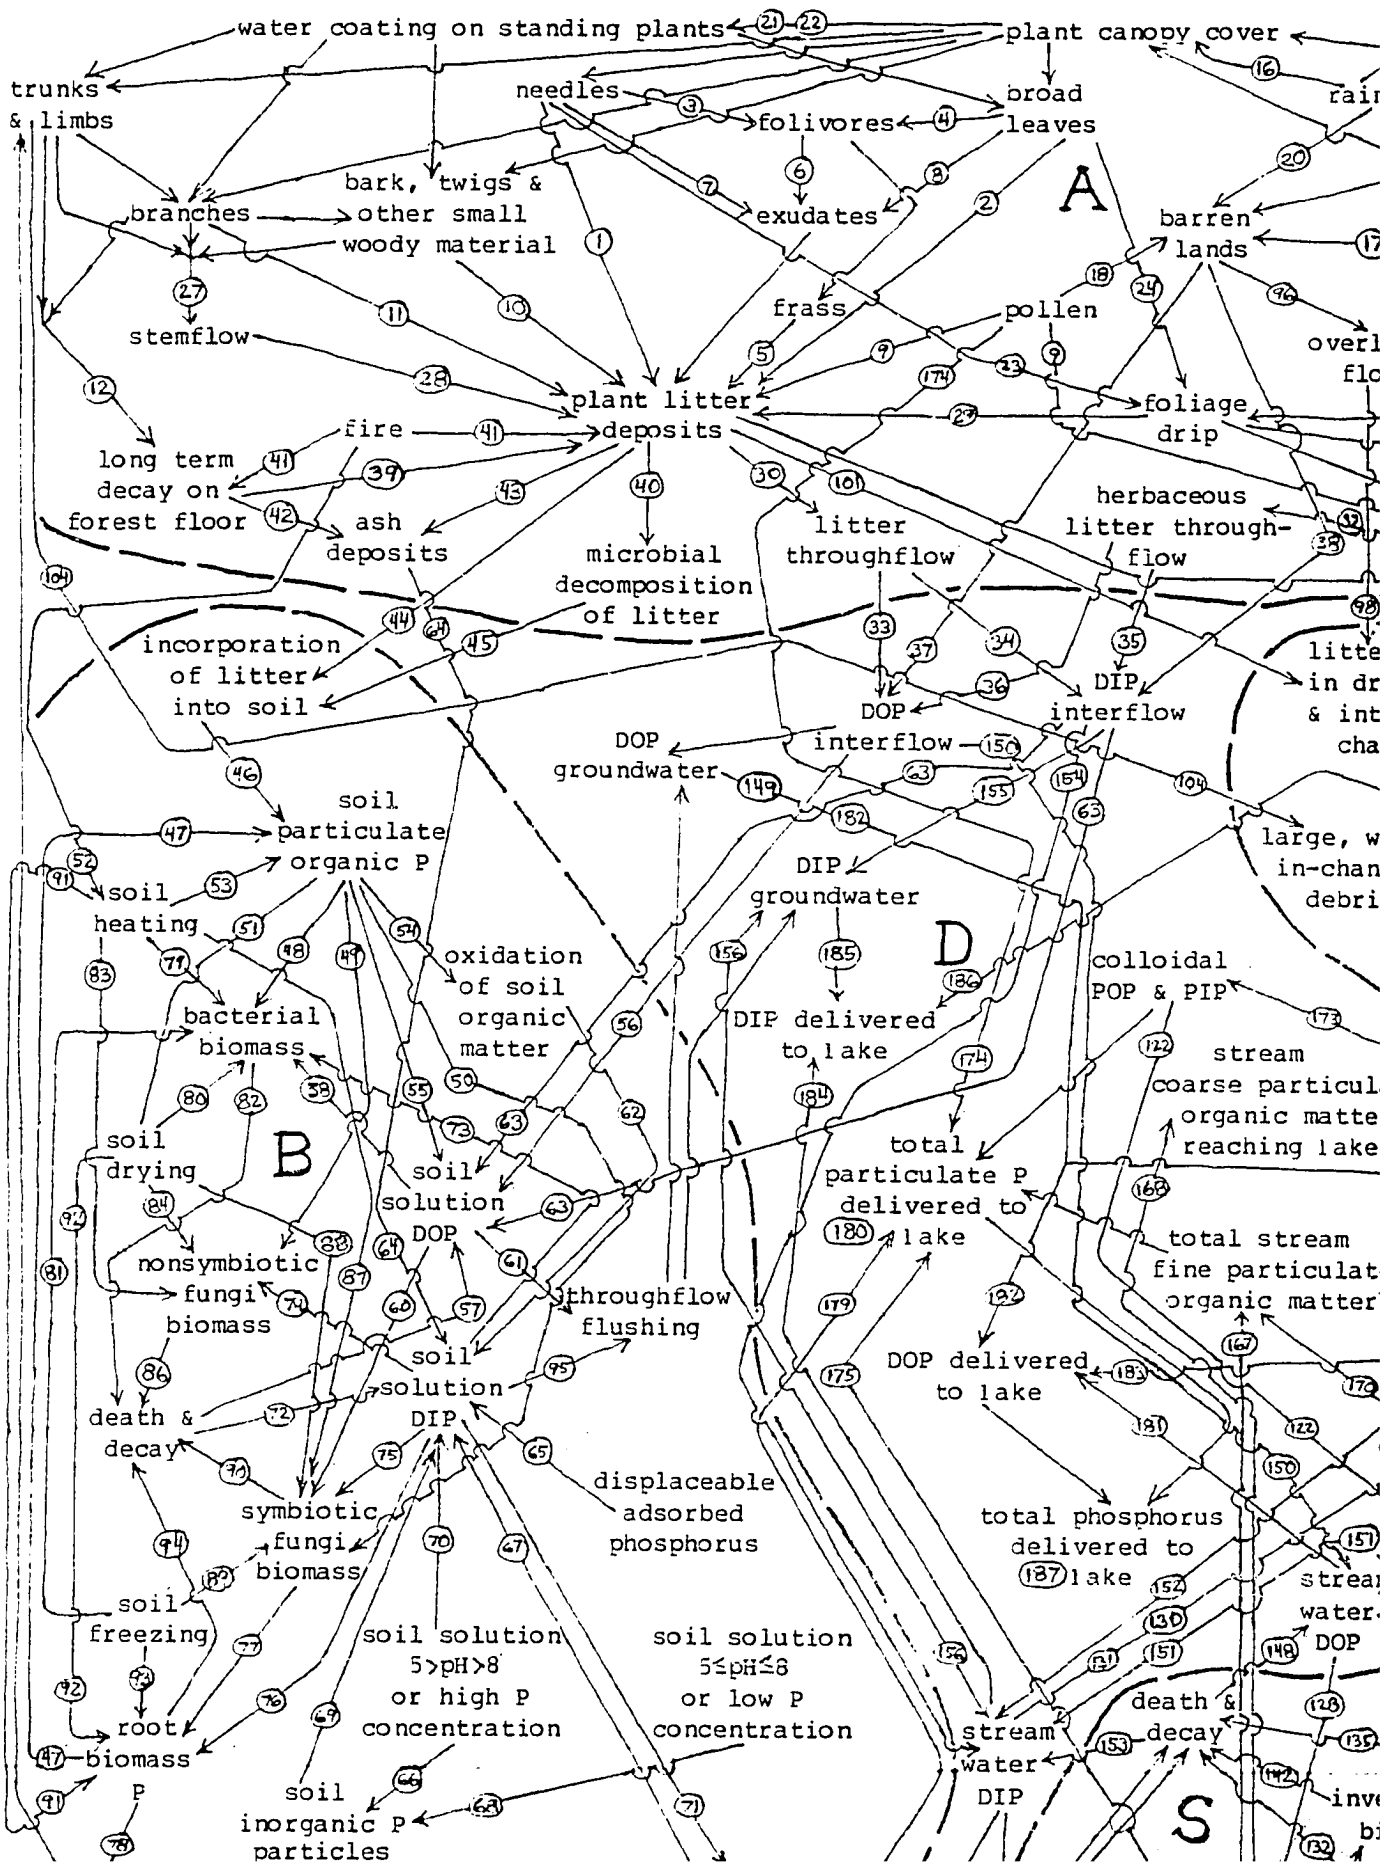 water coating on standing plants
21
22
plant canopy cover
16
trunks
& limbs
needles
3
folivores
4
broad
leaves
rain
20
A
6
7
8
2
bark, twigs &
other small
woody material
branches
exudates
barren
lands
17
1
27
10
11
stemflow
frass
pollen
18
24
96
5
9
9
174
23
overl
flo
28
12
plant litter
deposits
foliage
drip
27
fire
41
41
39
long term
decay on
forest floor
42
43
40
30
101
ash
deposits
litter
throughflow
herbaceous
litter through-
flow
32
38
microbial
decomposition
of litter
104
44
64
45
33
34
37
35
36
98
incorporation
of litter
into soil
DOP
interflow
DIP
interflow
litte
in dr
& int
cha
46
DOP
groundwater
149
150
63
155
154
63
182
104
soil
particulate
organic P
47
52
91
53
soil
heating
51
48
49
54
DIP
groundwater
large, w
in-chan
debri
156
185
D
186
79
83
oxidation
of soil
organic
matter
56
bacterial
biomass
DIP delivered
to lake
184
174
colloidal
POP & PIP
122
173
stream
coarse particul
organic matte
reaching lake
80
82
38
55
50
73
63
62
B
soil
drying
84
92
81
soil
solution
DOP
63
61
total
particulate P
delivered to
180
lake
168
88
64
87
nonsymbiotic
fungi
biomass
74
60
57
throughflow
flushing
179
182
total stream
fine particulat
organic matter
167
86
soil
solution
DIP
95
175
DOP delivered
to lake
183
170
181
122
death &
decay
72
75
65
150
displaceable
adsorbed
phosphorus
symbiotic
fungi
biomass
70
67
94
total phosphorus
delivered to
187
lake
157
152
strea
water
DOP
soil
freezing
77
93
92
76
69
soil solution
5>pH>8
or high P
concentration
soil solution
5≤pH≤8
or low P
concentration
156
130
131
151
148
128
root
biomass
P
47
91
78
stream
water
DIP
153
death &
decay
135
142
132
66
68
71
soil
inorganic P
particles
S
inve
bi